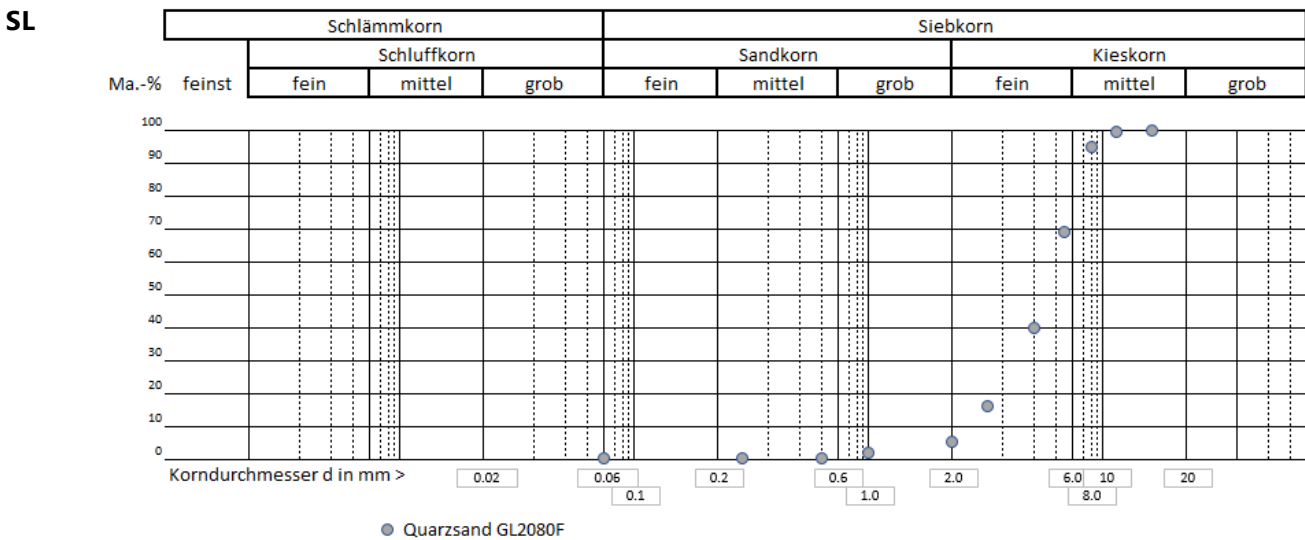 SL
Schlämmkorn Siebkorn
Schluffkorn Sandkorn Kieskorn
Ma.-% feinst fein mittel grob fein mittel grob fein mittel grob
100
90
80
70
60
50
40
30
20
10
0
Korndurchmesser d in mm > 0.02 0.06 0.2 0.6 2.0 6.0 10 20
0.1 1.0 8.0
Quarzsand GL2080F